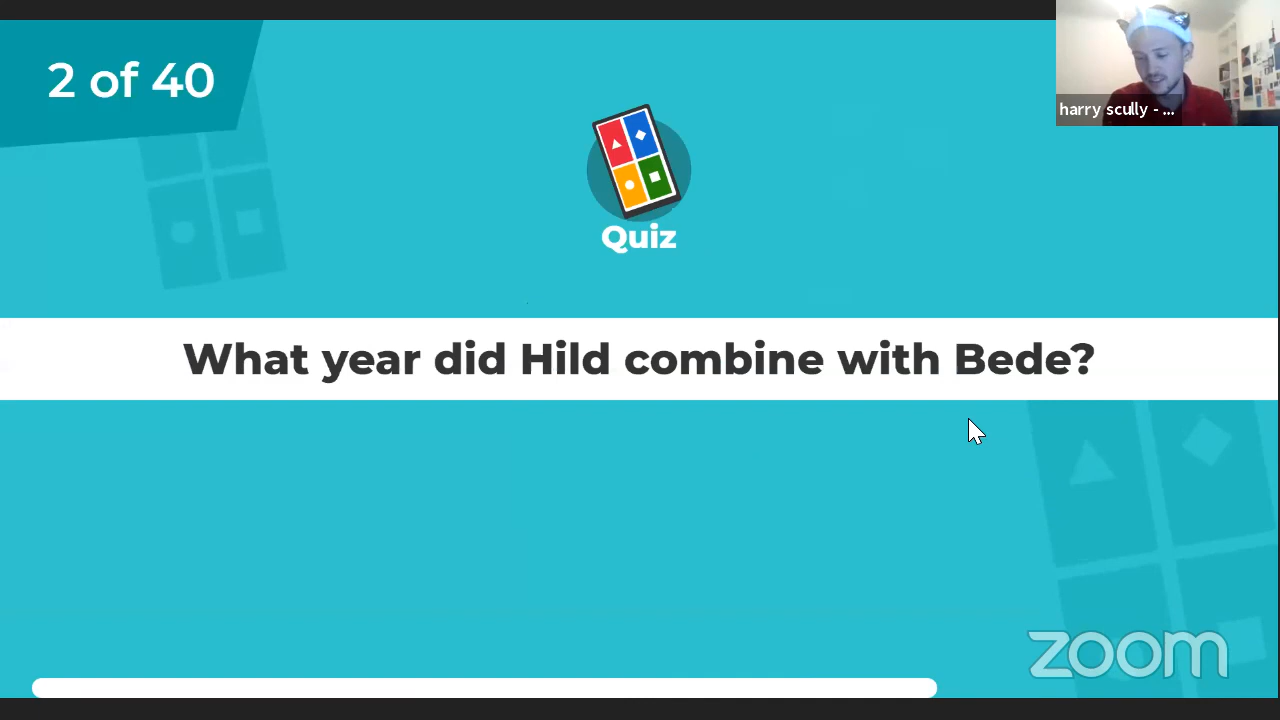 2 of 40
harry scully - ...
Quiz
What year did Hild combine with Bede?
zoom